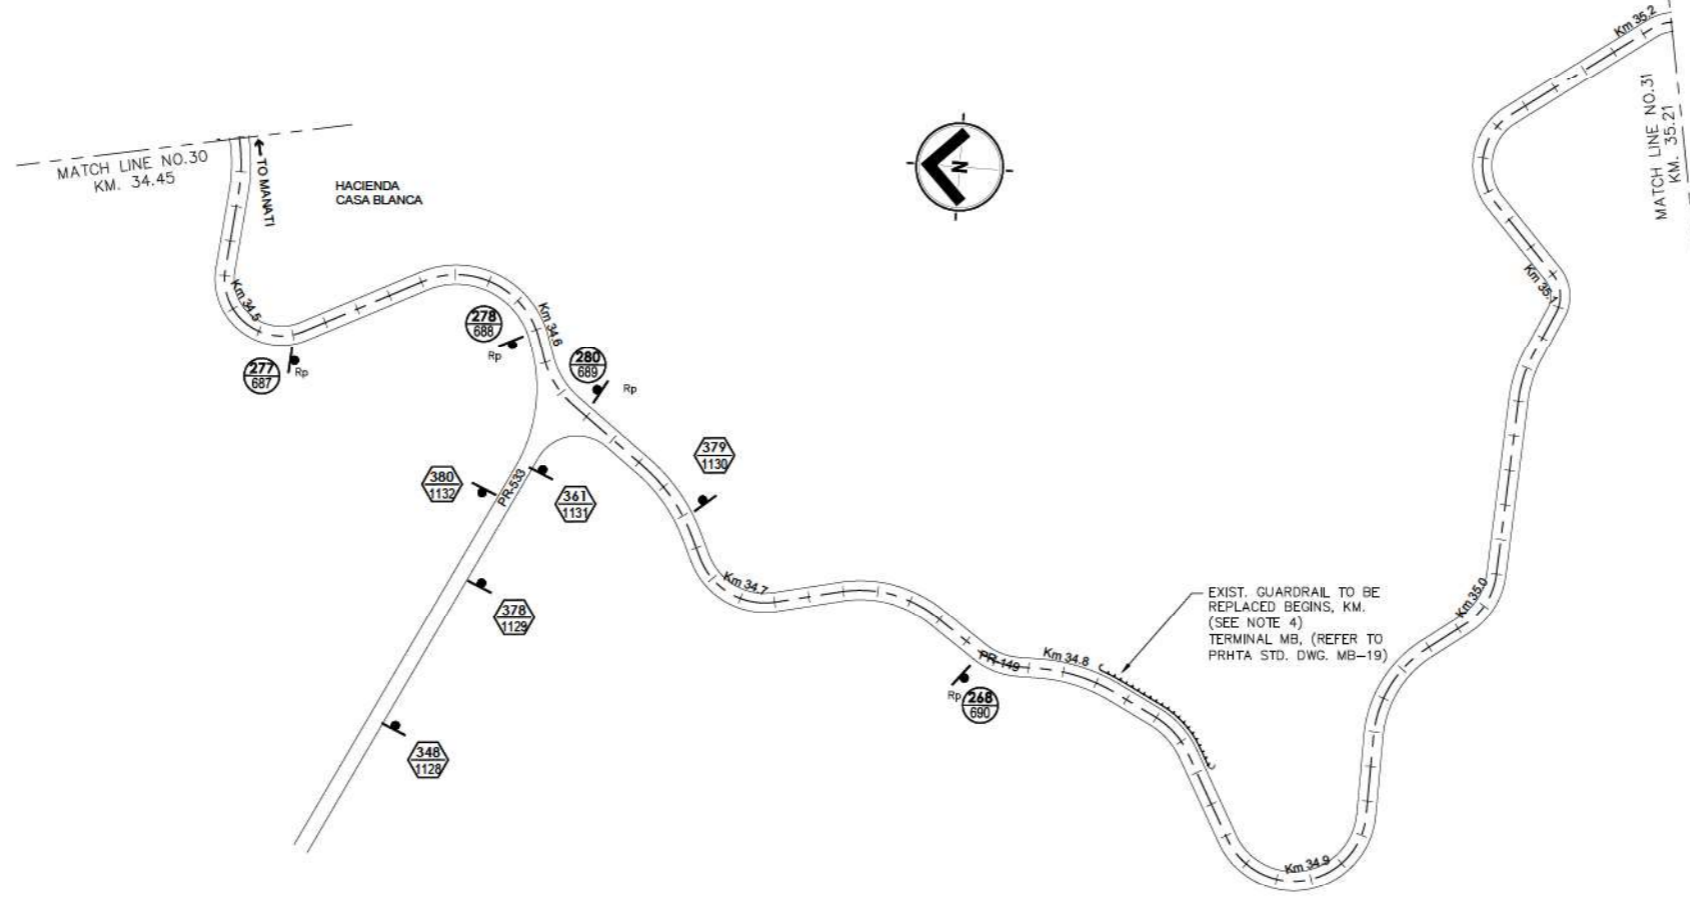 Km 35.2
MATCH LINE NO.31
KM. 35.21
MATCH LINE NO.30
KM. 34.45
TO MANATI
HACIENDA
CASA BLANCA
N
Km 34.5
277
687
Rp
278
688
Rp
Km 34.6
280
689
Rp
Km 35.1
380
1132
PR-533
361
1131
379
1130
378
1129
348
1128
Km 34.7
EXIST. GUARDRAIL TO BE
REPLACED BEGINS, KM.
(SEE NOTE 4)
TERMINAL MB, (REFER TO
PRHTA STD. DWG. MB-19)
Km 35.0
PR-149
Km 34.8
Rp
268
690
Km 34.9